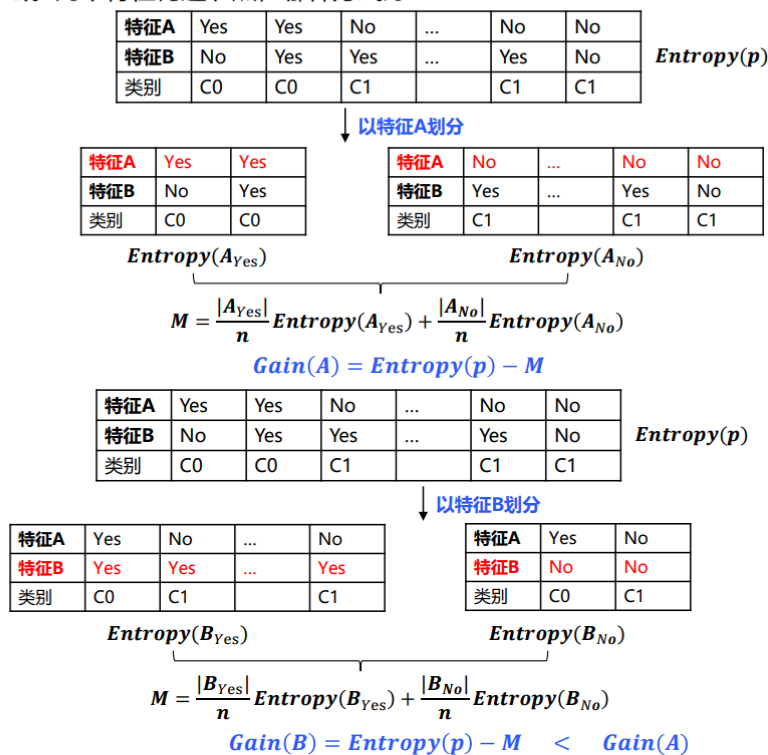 特征A Yes Yes No ... No No
特征B No Yes Yes ... Yes No Entropy(p)
类别 C0 C0 C1 C1 C1
以特征A划分
特征A Yes Yes 特征A No ... No No
特征B No Yes 特征B Yes ... Yes No
类别 C0 C0 类别 C1 C1 C1
Entropy(A_Yes) Entropy(A_No)
M = |A_Yes|/n Entropy(A_Yes) + |A_No|/n Entropy(A_No)
Gain(A) = Entropy(p) − M
特征A Yes Yes No ... No No
特征B No Yes Yes ... Yes No Entropy(p)
类别 C0 C0 C1 C1 C1
以特征B划分
特征A Yes No ... No 特征A Yes No
特征B Yes Yes ... Yes 特征B No No
类别 C0 C1 C1 类别 C0 C1
Entropy(B_Yes) Entropy(B_No)
M = |B_Yes|/n Entropy(B_Yes) + |B_No|/n Entropy(B_No)
Gain(B) = Entropy(p) − M < Gain(A)